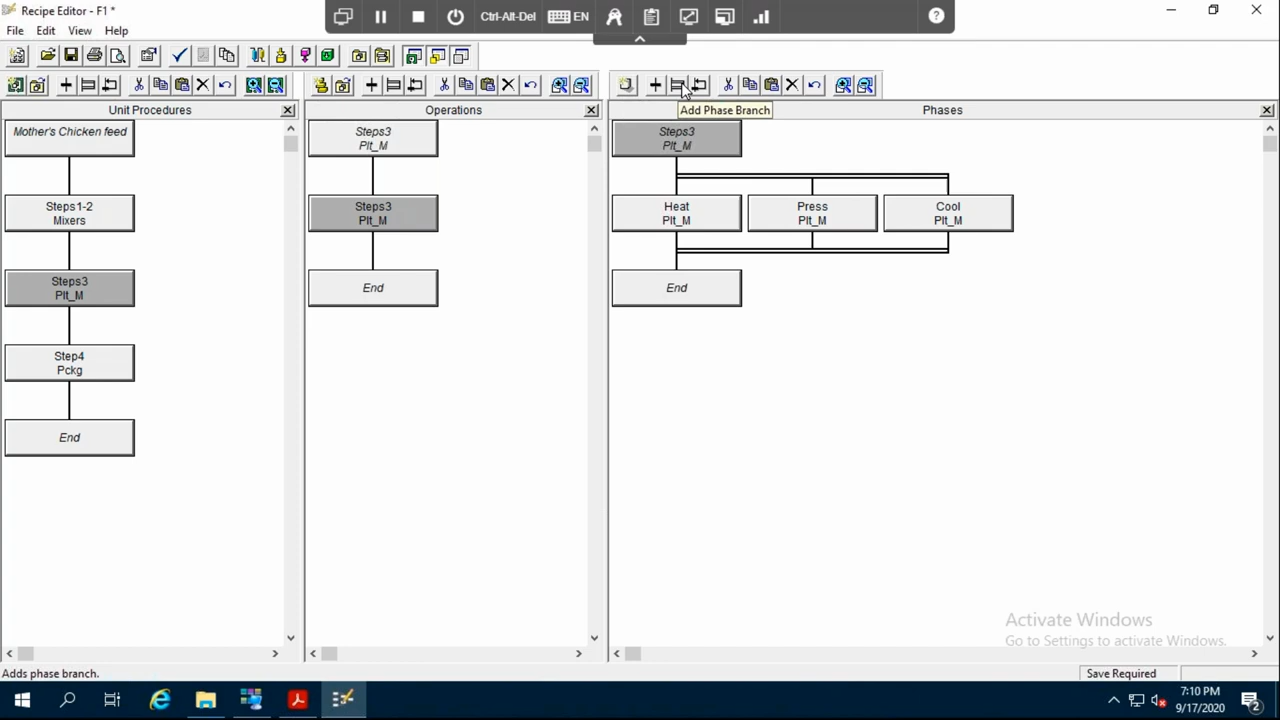 Recipe Editor - F1 *
Ctrl-Alt-Del
EN
?
File Edit View Help
Unit Procedures
Operations
Add Phase Branch
Phases
Mother's Chicken feed
Steps1-2
Mixers
Steps3
Plt_M
Step4
Pckg
End
Steps3
Plt_M
Steps3
Plt_M
End
Steps3
Plt_M
Heat
Plt_M
Press
Plt_M
Cool
Plt_M
End
Activate Windows
Go to Settings to activate Windows.
Adds phase branch.
Save Required
7:10 PM
9/17/2020
2